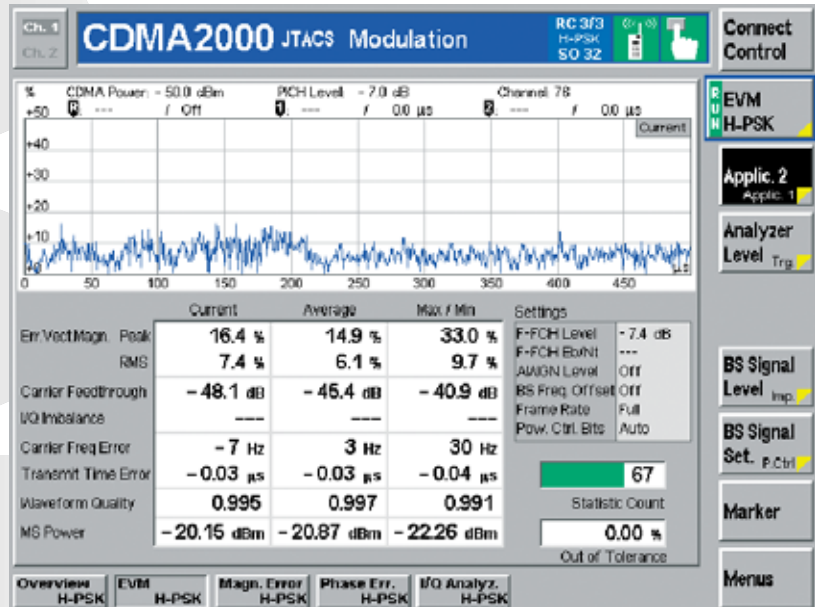 Ch. 1
Ch. 2
CDMA2000 JTACS Modulation
RC 3/3
H-PSK
SO 32
Connect
Control
% CDMA Power: - 50.0 dBm PICH Level: - 7.0 dB Channel: 76
+50 --- / Off 1: --- / 0.0 µs 2: --- / 0.0 µs
Current
+40
+30
+20
+10
+0
µs
0 50 100 150 200 250 300 350 400 450
RUN
EVM
H-PSK
Applic. 2
Applic. 1
Analyzer
Level Trg.
Current Average Max / Min
Err.Vect.Magn. Peak 16.4 % 14.9 % 33.0 %
RMS 7.4 % 6.1 % 9.7 %
Carrier Feedthrough - 48.1 dB - 45.4 dB - 40.9 dB
I/Q Imbalance --- --- ---
Carrier Freq Error - 7 Hz 3 Hz 30 Hz
Transmit Time Error - 0.03 µs - 0.03 µs - 0.04 µs
Waveform Quality 0.995 0.997 0.991
MS Power - 20.15 dBm - 20.87 dBm - 22.26 dBm
Settings
F-FCH Level - 7.4 dB
F-FCH Eb/Nt ---
AWGN Level Off
BS Freq. Offset Off
Frame Rate Full
Pow. Ctrl. Bits Auto
67
Statistic Count
0.00 %
Out of Tolerance
BS Signal
Level Imp.
BS Signal
Set. P.Ctrl
Marker
Menus
Overview
H-PSK
EVM
H-PSK
Magn. Error
H-PSK
Phase Err.
H-PSK
I/Q Analyz.
H-PSK